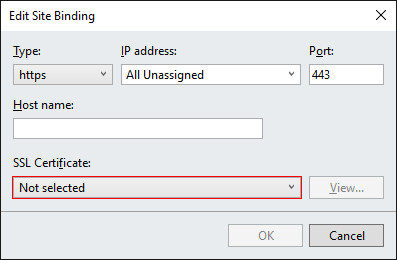 Edit Site Binding
Type: IP address: Port:
https All Unassigned 443
Host name:
SSL Certificate:
Not selected View...
OK Cancel